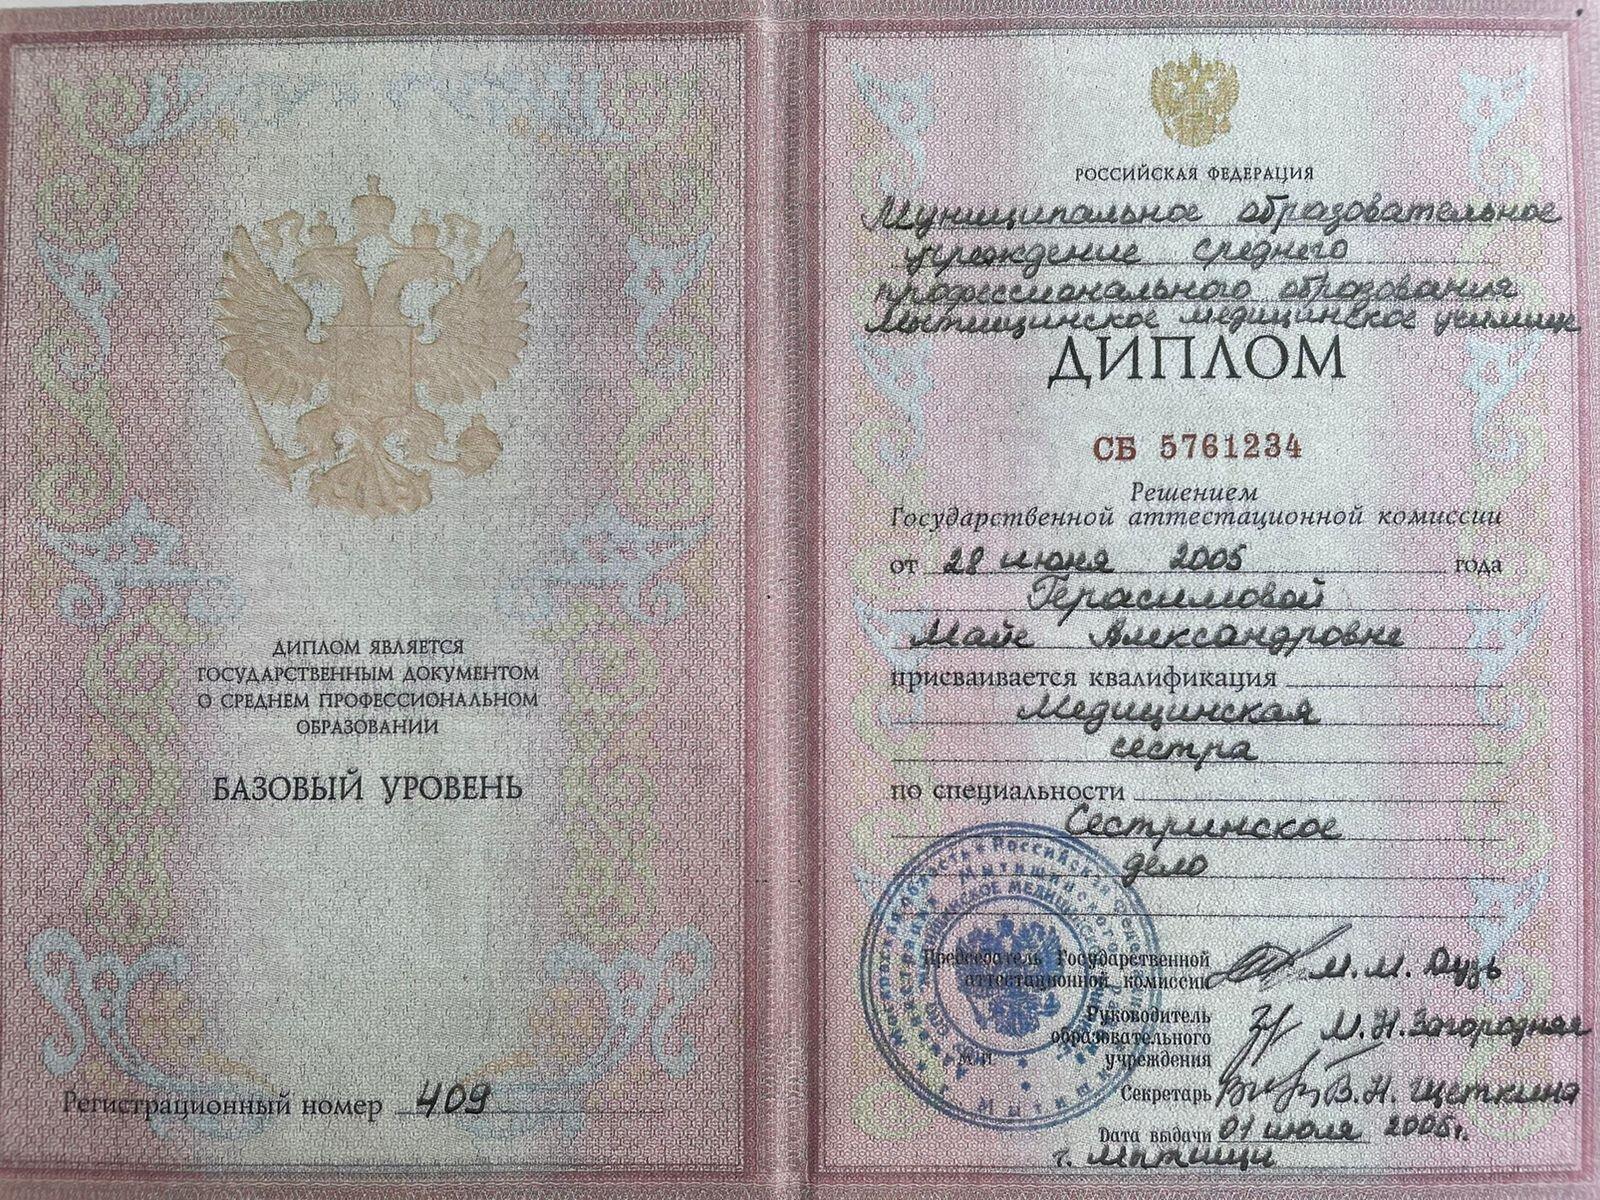 ДИПЛОМ ЯВЛЯЕТСЯ
ГОСУДАРСТВЕННЫМ ДОКУМЕНТОМ
О СРЕДНЕМ ПРОФЕССИОНАЛЬНОМ
ОБРАЗОВАНИИ
БАЗОВЫЙ УРОВЕНЬ
Регистрационный номер 409
РОССИЙСКАЯ ФЕДЕРАЦИЯ
Муниципальное образовательное
учреждение среднего
профессионального образования
Мытищинское медицинское училище
ДИПЛОМ
СБ 5761234
Решением
Государственной аттестационной комиссии
от 28 июня 2005 года
Герасимовой
Майе Александровне
присваивается квалификация
Медицинская
сестра
по специальности
Сестринское
дело
Председатель Государственной
аттестационной комиссии М. М. Дузь
Руководитель
образовательного
учреждения М. Н. Загородная
Секретарь В. Н. Щеткина
Дата выдачи 01 июля 2005г.
г. Мытищи